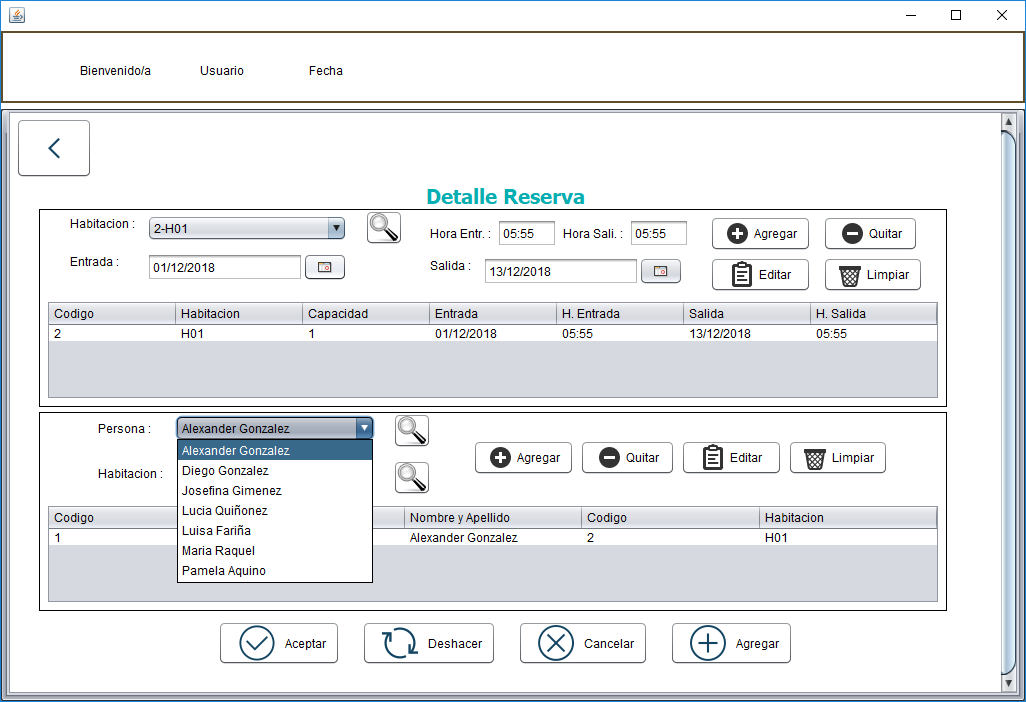 Bienvenido/a Usuario Fecha
Detalle Reserva
Habitacion : 2-H01 Hora Entr. : 05:55 Hora Sali. : 05:55 Agregar Quitar
Entrada : 01/12/2018 Salida : 13/12/2018 Editar Limpiar
Codigo Habitacion Capacidad Entrada H. Entrada Salida H. Salida
2 H01 1 01/12/2018 05:55 13/12/2018 05:55
Persona : Alexander Gonzalez
Alexander Gonzalez
Diego Gonzalez
Josefina Gimenez
Lucia Quiñonez
Luisa Fariña
Maria Raquel
Pamela Aquino
Habitacion :
Agregar Quitar Editar Limpiar
Codigo Nombre y Apellido Codigo Habitacion
1 Alexander Gonzalez 2 H01
Aceptar Deshacer Cancelar Agregar